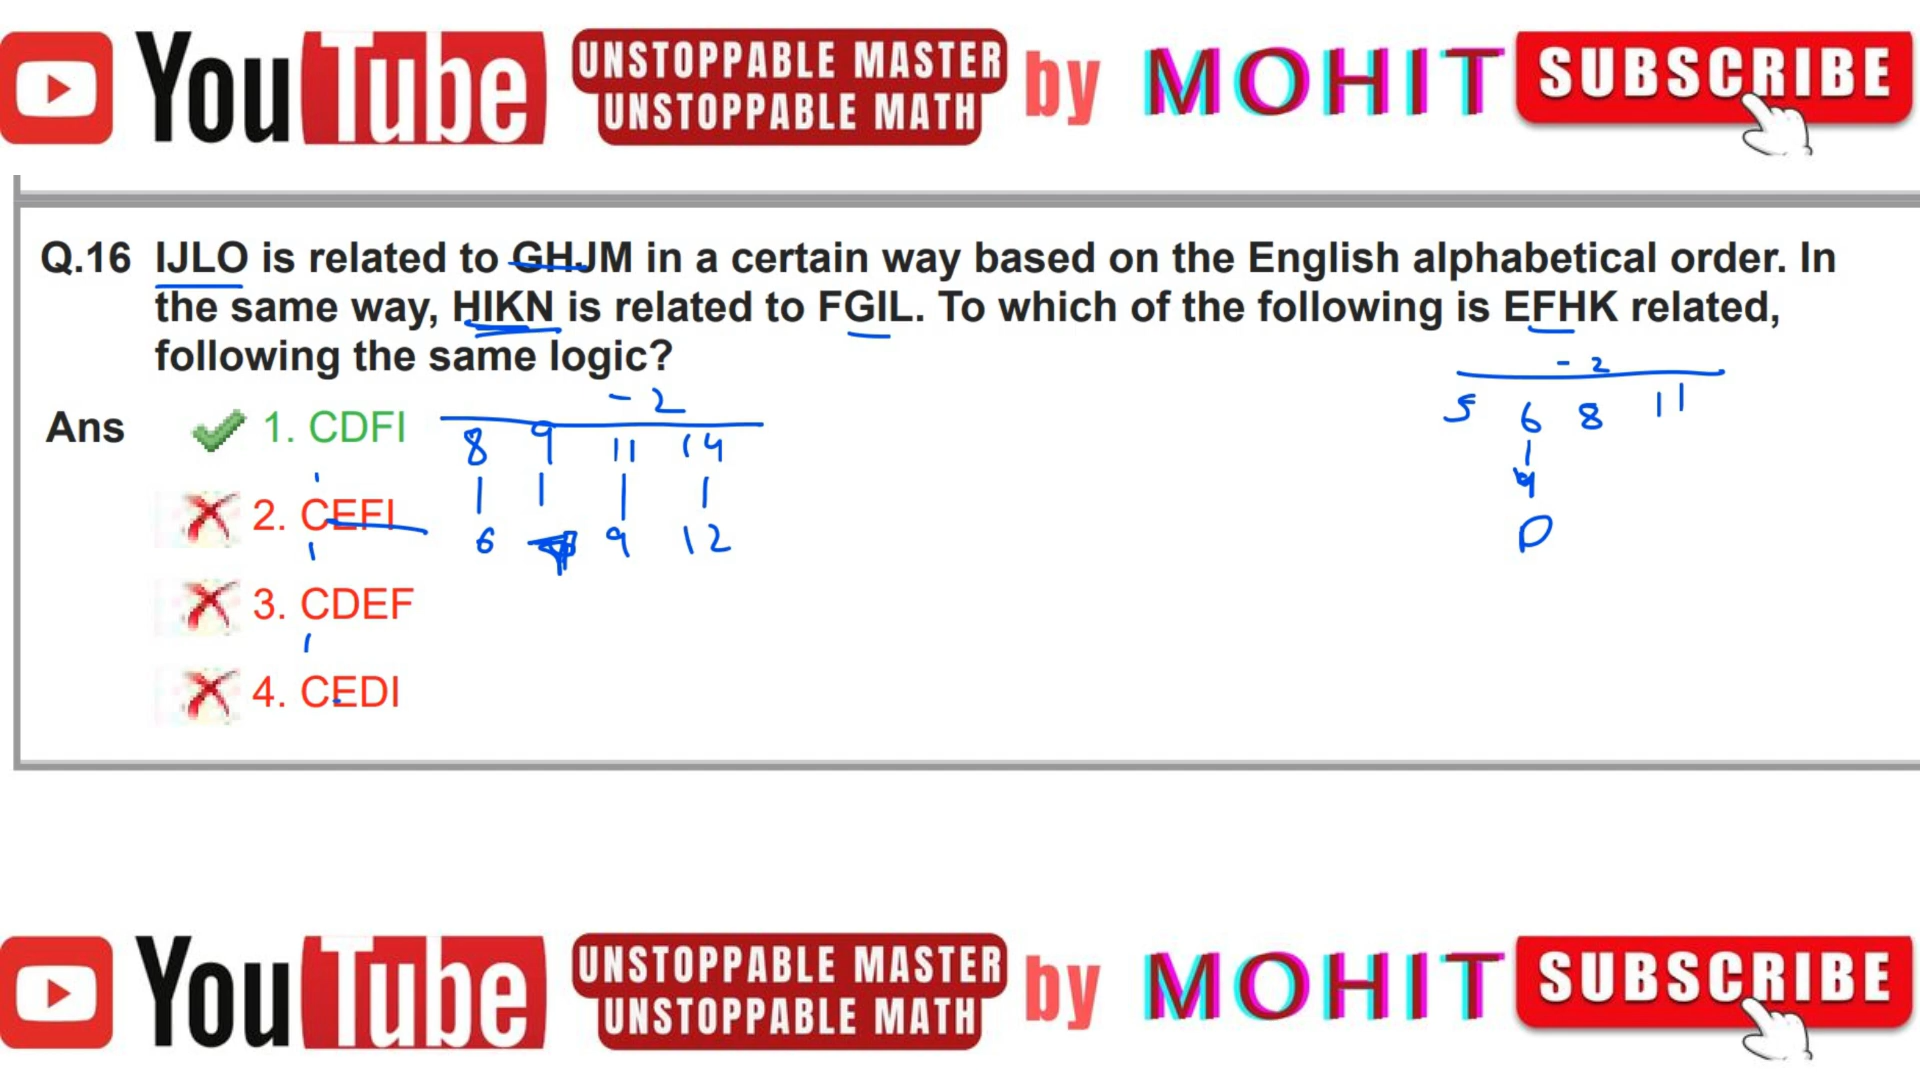 YouTube UNSTOPPABLE MASTER by MOHIT SUBSCRIBE
UNSTOPPABLE MATH
Q.16 IJLO is related to GHJM in a certain way based on the English alphabetical order. In
the same way, HIKN is related to FGIL. To which of the following is EFHK related,
following the same logic?
- 2
- 2
5 6 8 11
Ans 1. CDFI
8 9 11 14
4
2. CEFI
6 9 12
D
3. CDEF
4. CEDI
YouTube UNSTOPPABLE MASTER by MOHIT SUBSCRIBE
UNSTOPPABLE MATH